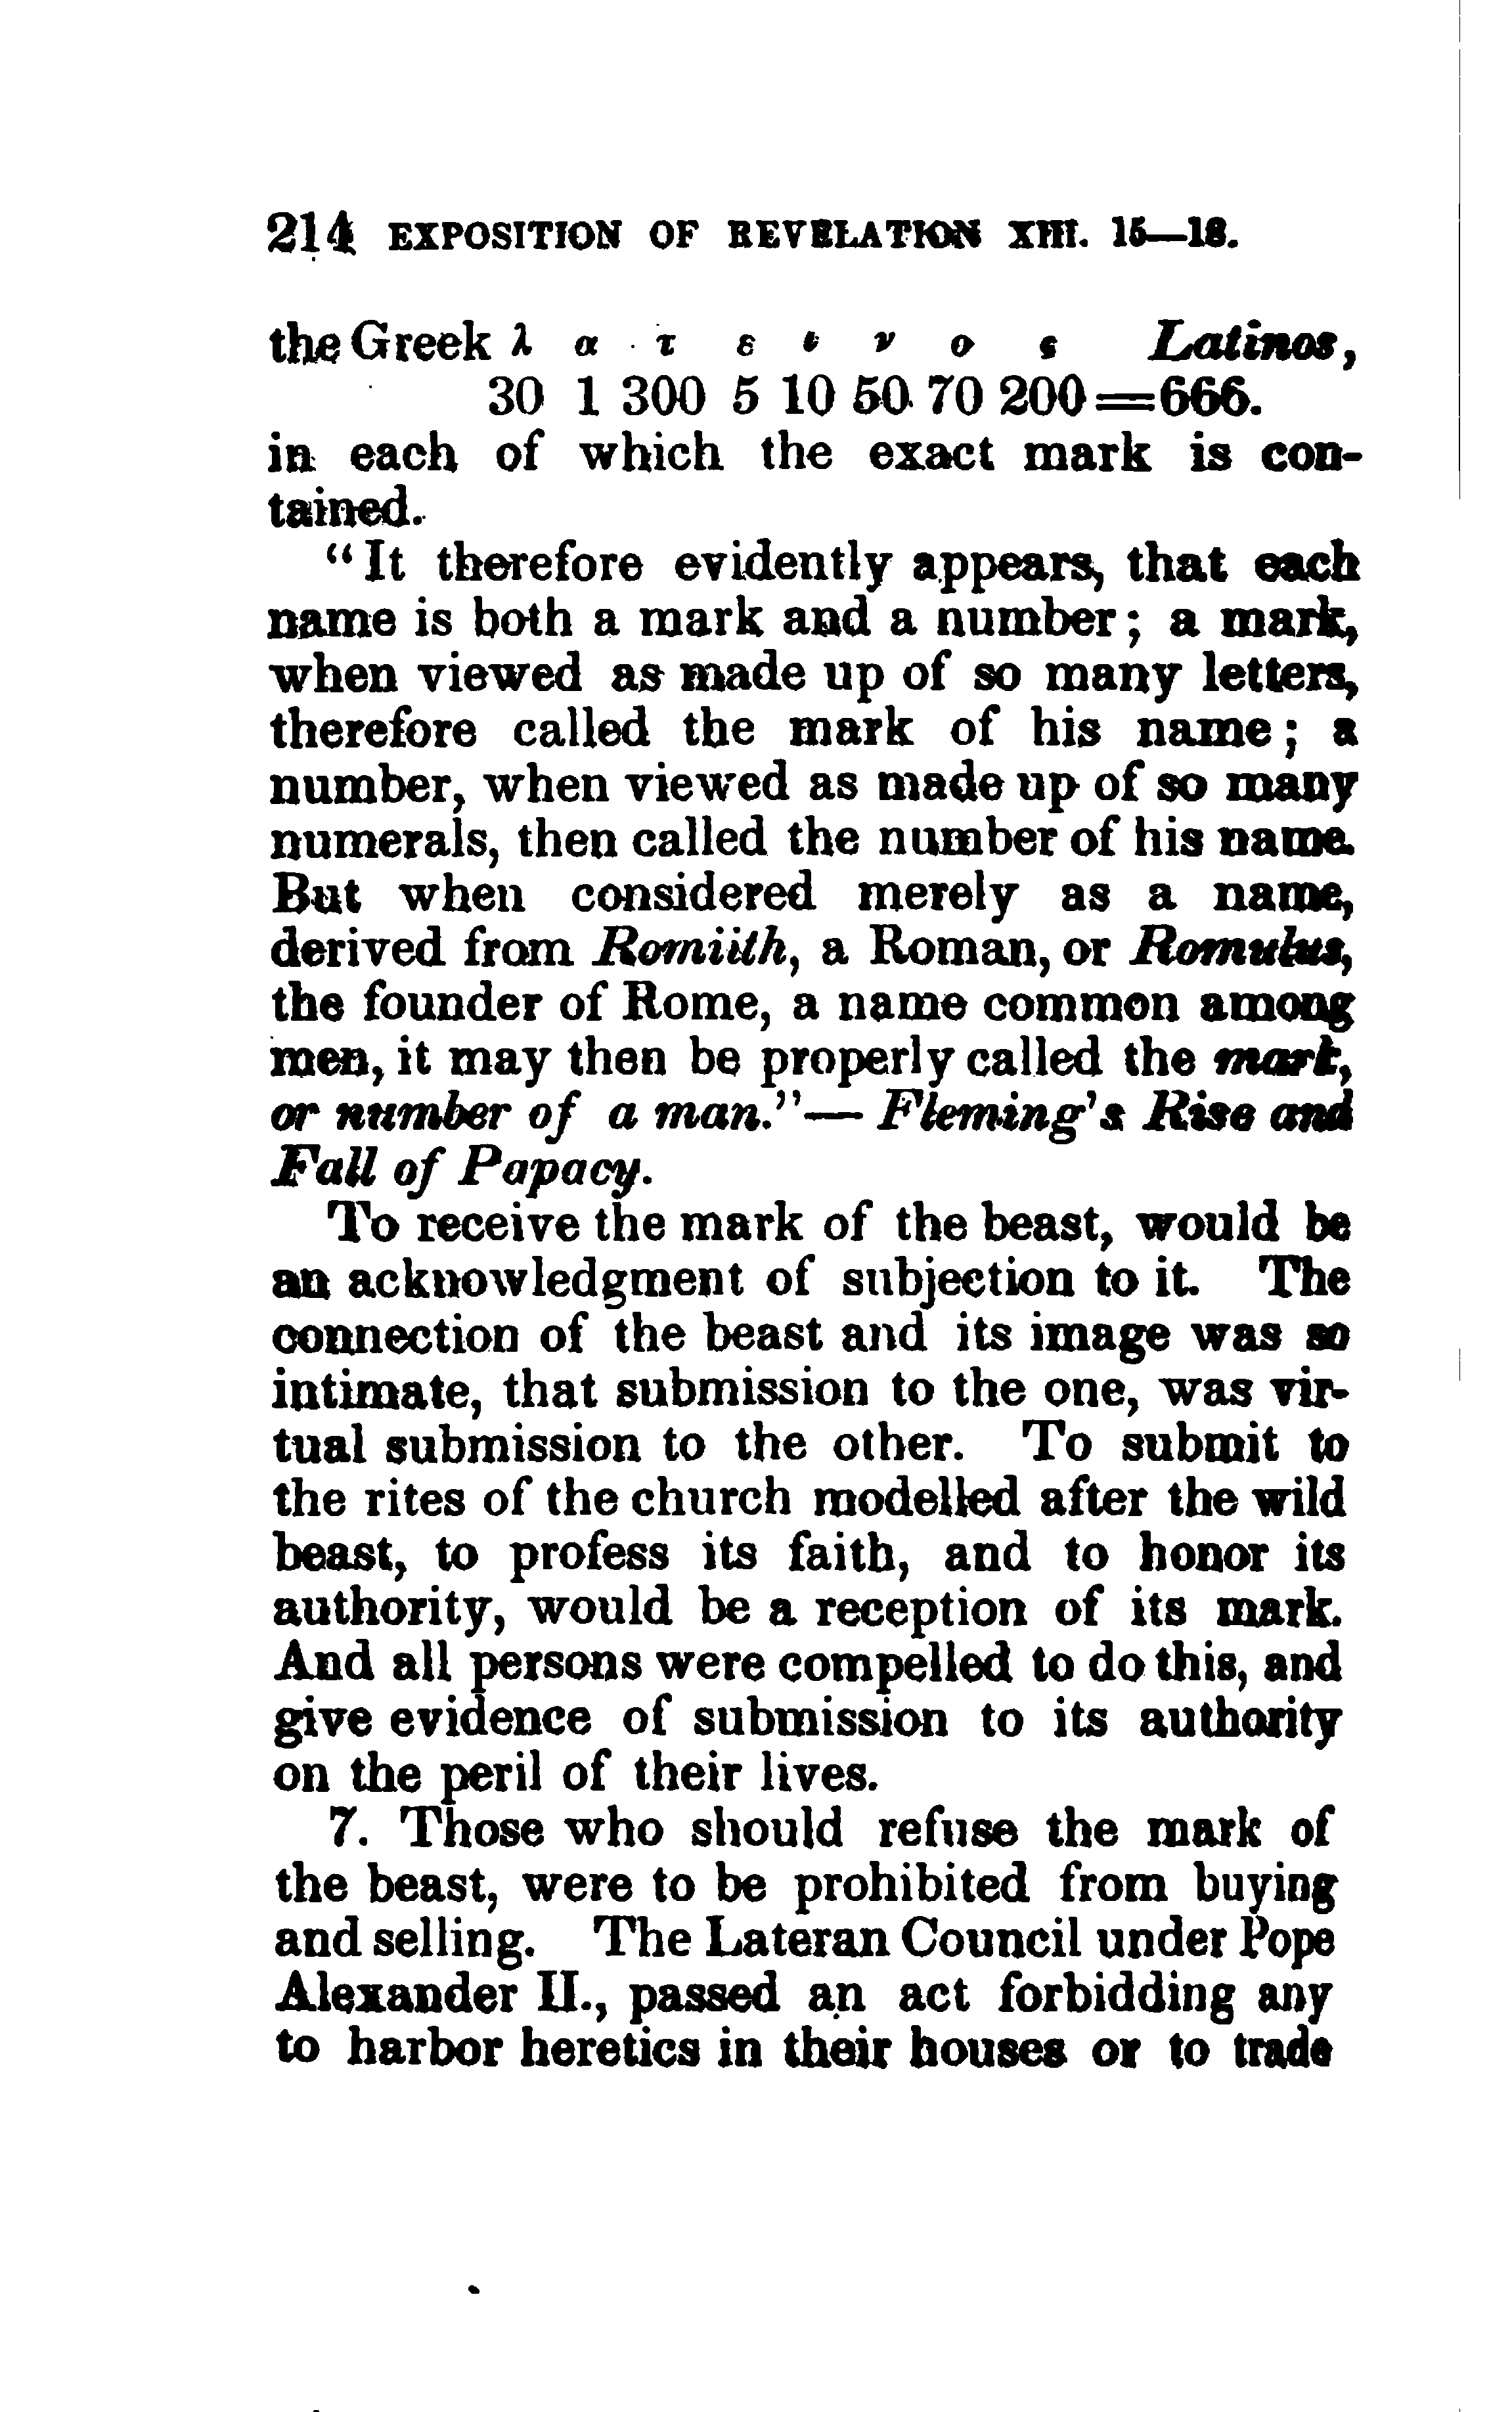 214 EXPOSITION OF REVELATION XIII. 15—18.
the Greek λ α τ ε ι ν ο ς Latinos,
30 1 300 5 10 50 70 200=666.
in each of which the exact mark is con-
tained.
"It therefore evidently appears, that each
name is both a mark and a number; a mark,
when viewed as made up of so many letters,
therefore called the mark of his name; a
number, when viewed as made up of so many
numerals, then called the number of his name.
But when considered merely as a name,
derived from Romiith, a Roman, or Romulus,
the founder of Rome, a name common among
men, it may then be properly called the mark,
or number of a man."— Fleming's Rise and
Fall of Papacy.
To receive the mark of the beast, would be
an acknowledgment of subjection to it. The
connection of the beast and its image was so
intimate, that submission to the one, was vir-
tual submission to the other. To submit to
the rites of the church modelled after the wild
beast, to profess its faith, and to honor its
authority, would be a reception of its mark.
And all persons were compelled to do this, and
give evidence of submission to its authority
on the peril of their lives.
7. Those who should refuse the mark of
the beast, were to be prohibited from buying
and selling. The Lateran Council under Pope
Alexander II., passed an act forbidding any
to harbor heretics in their houses or to trade